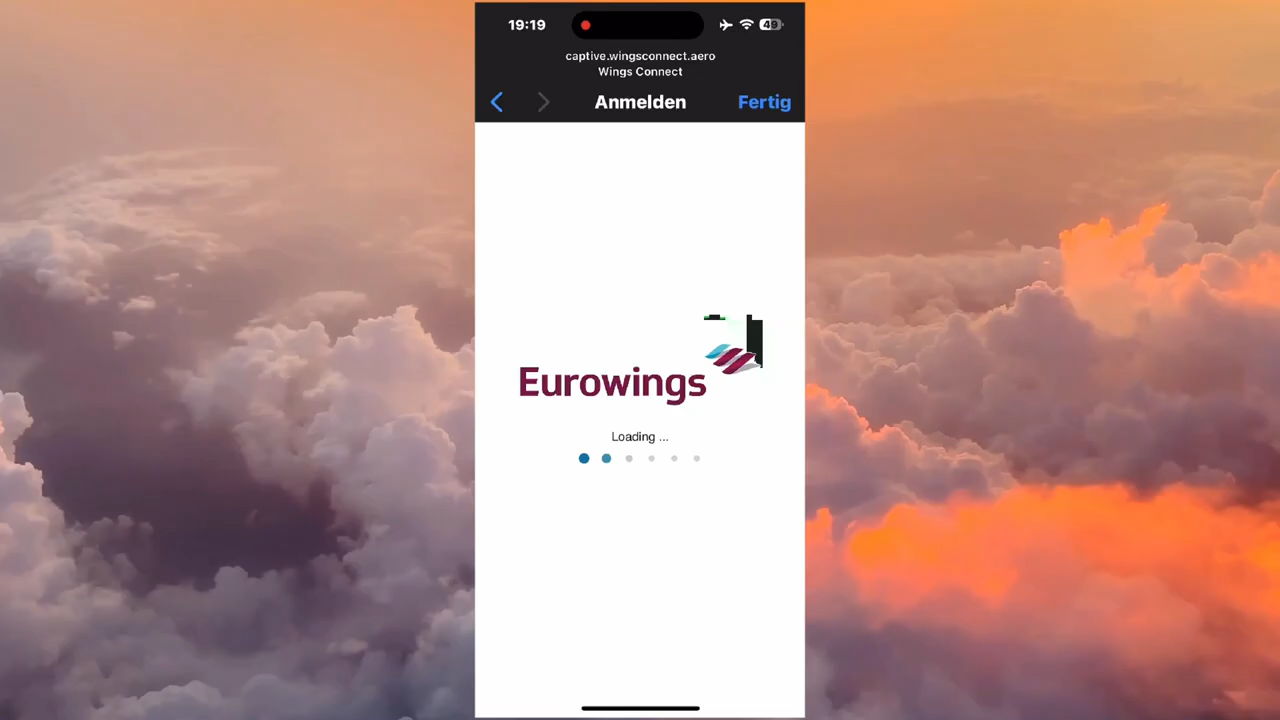 19:19
49
captive.wingsconnect.aero
Wings Connect
Anmelden
Fertig
Eurowings
Loading ...